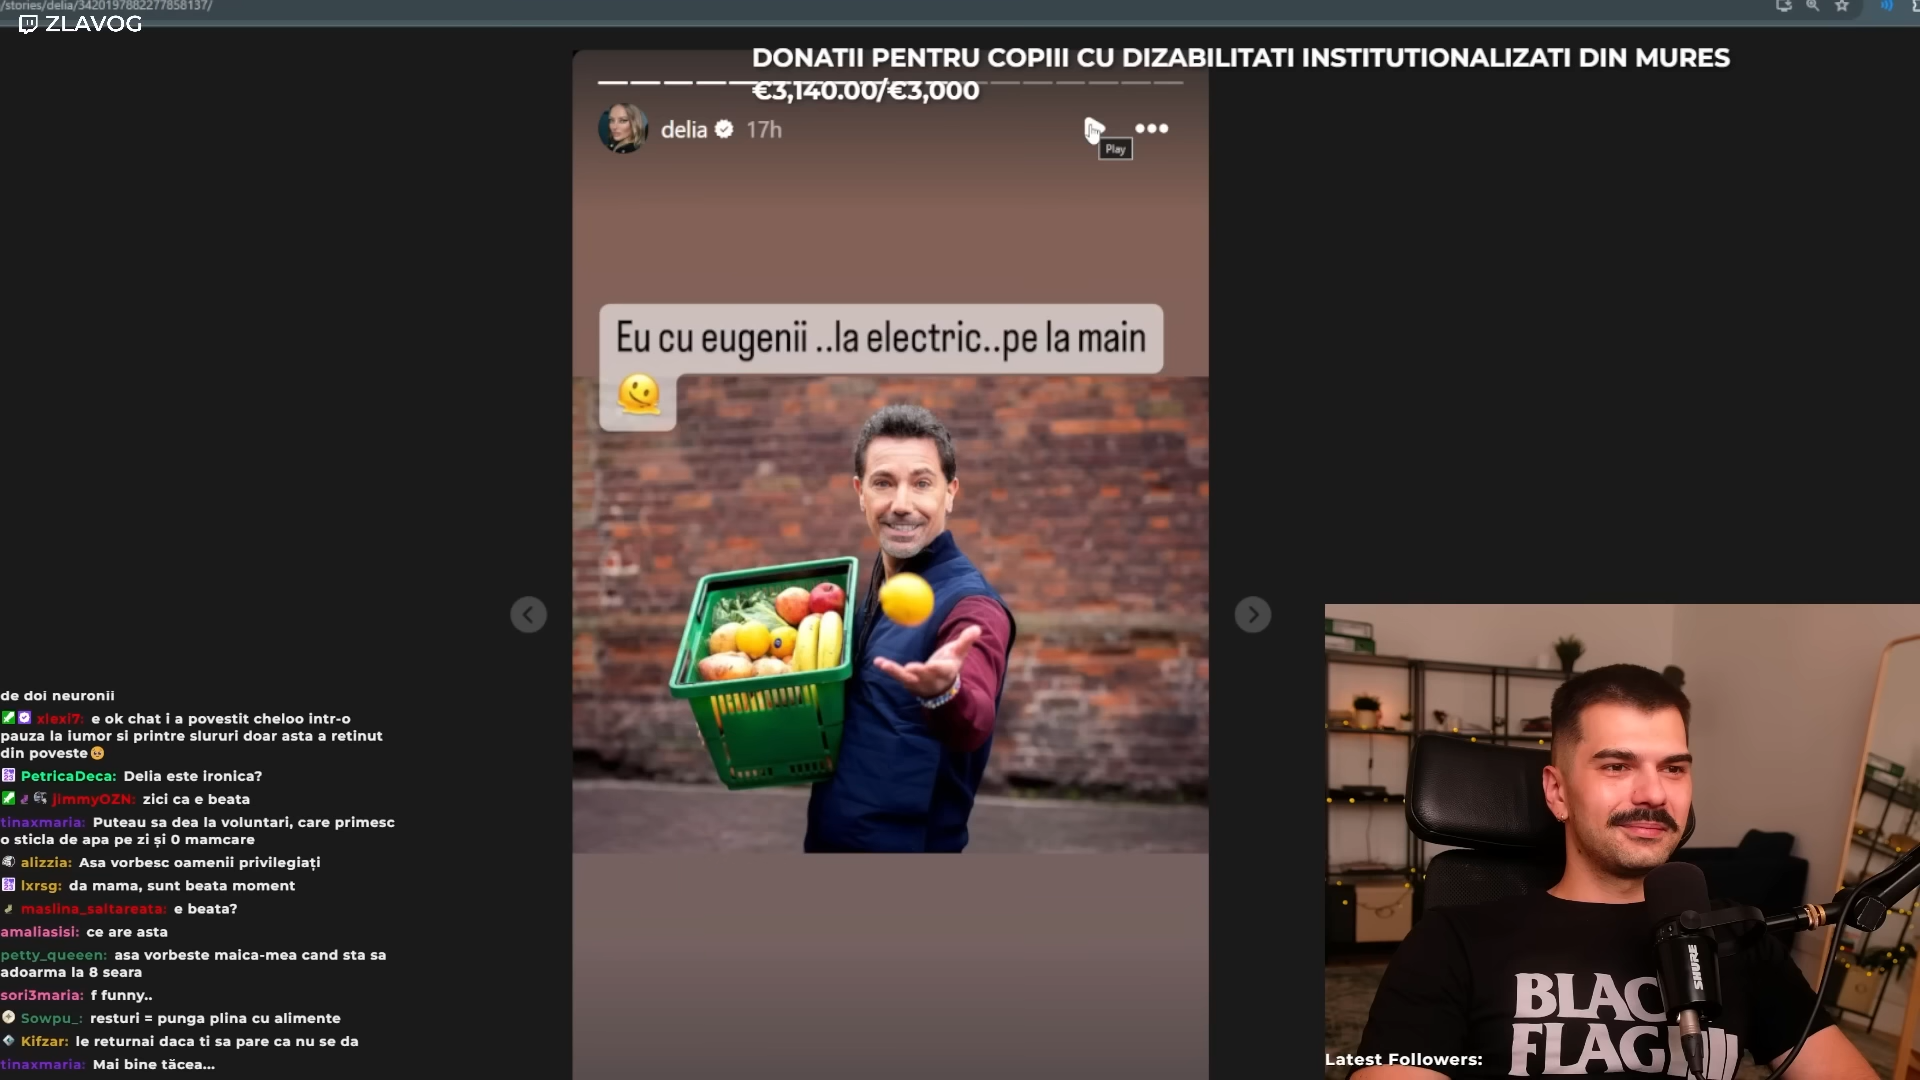 /stories/delia/3420197882277858137/
ZLAVOG
DONATII PENTRU COPIII CU DIZABILITATI INSTITUTIONALIZATI DIN MURES
€3,140.00/€3,000
delia 17h
Play
Eu cu eugenii ..la electric..pe la main
🫠
de doi neuronii
xlexi7: e ok chat i a povestit cheloo intr-o
pauza la iumor si printre slururi doar asta a retinut
din poveste🥺
PetricaDeca: Delia este ironica?
jimmyOZN: zici ca e beata
tinaxmaria: Puteau sa dea la voluntari, care primesc
o sticla de apa pe zi și 0 mamcare
alizzia: Asa vorbesc oamenii privilegiați
lxrsg: da mama, sunt beata moment
maslina_saltareata: e beata?
amaliasisi: ce are asta
petty_queeen: asa vorbeste maica-mea cand sta sa
adoarma la 8 seara
sori3maria: f funny..
Sowpu_: resturi = punga plina cu alimente
Kifzar: le returnai daca ti sa pare ca nu se da
tinaxmaria: Mai bine tăcea...
SHURE
BLAC
FLAG
Latest Followers: